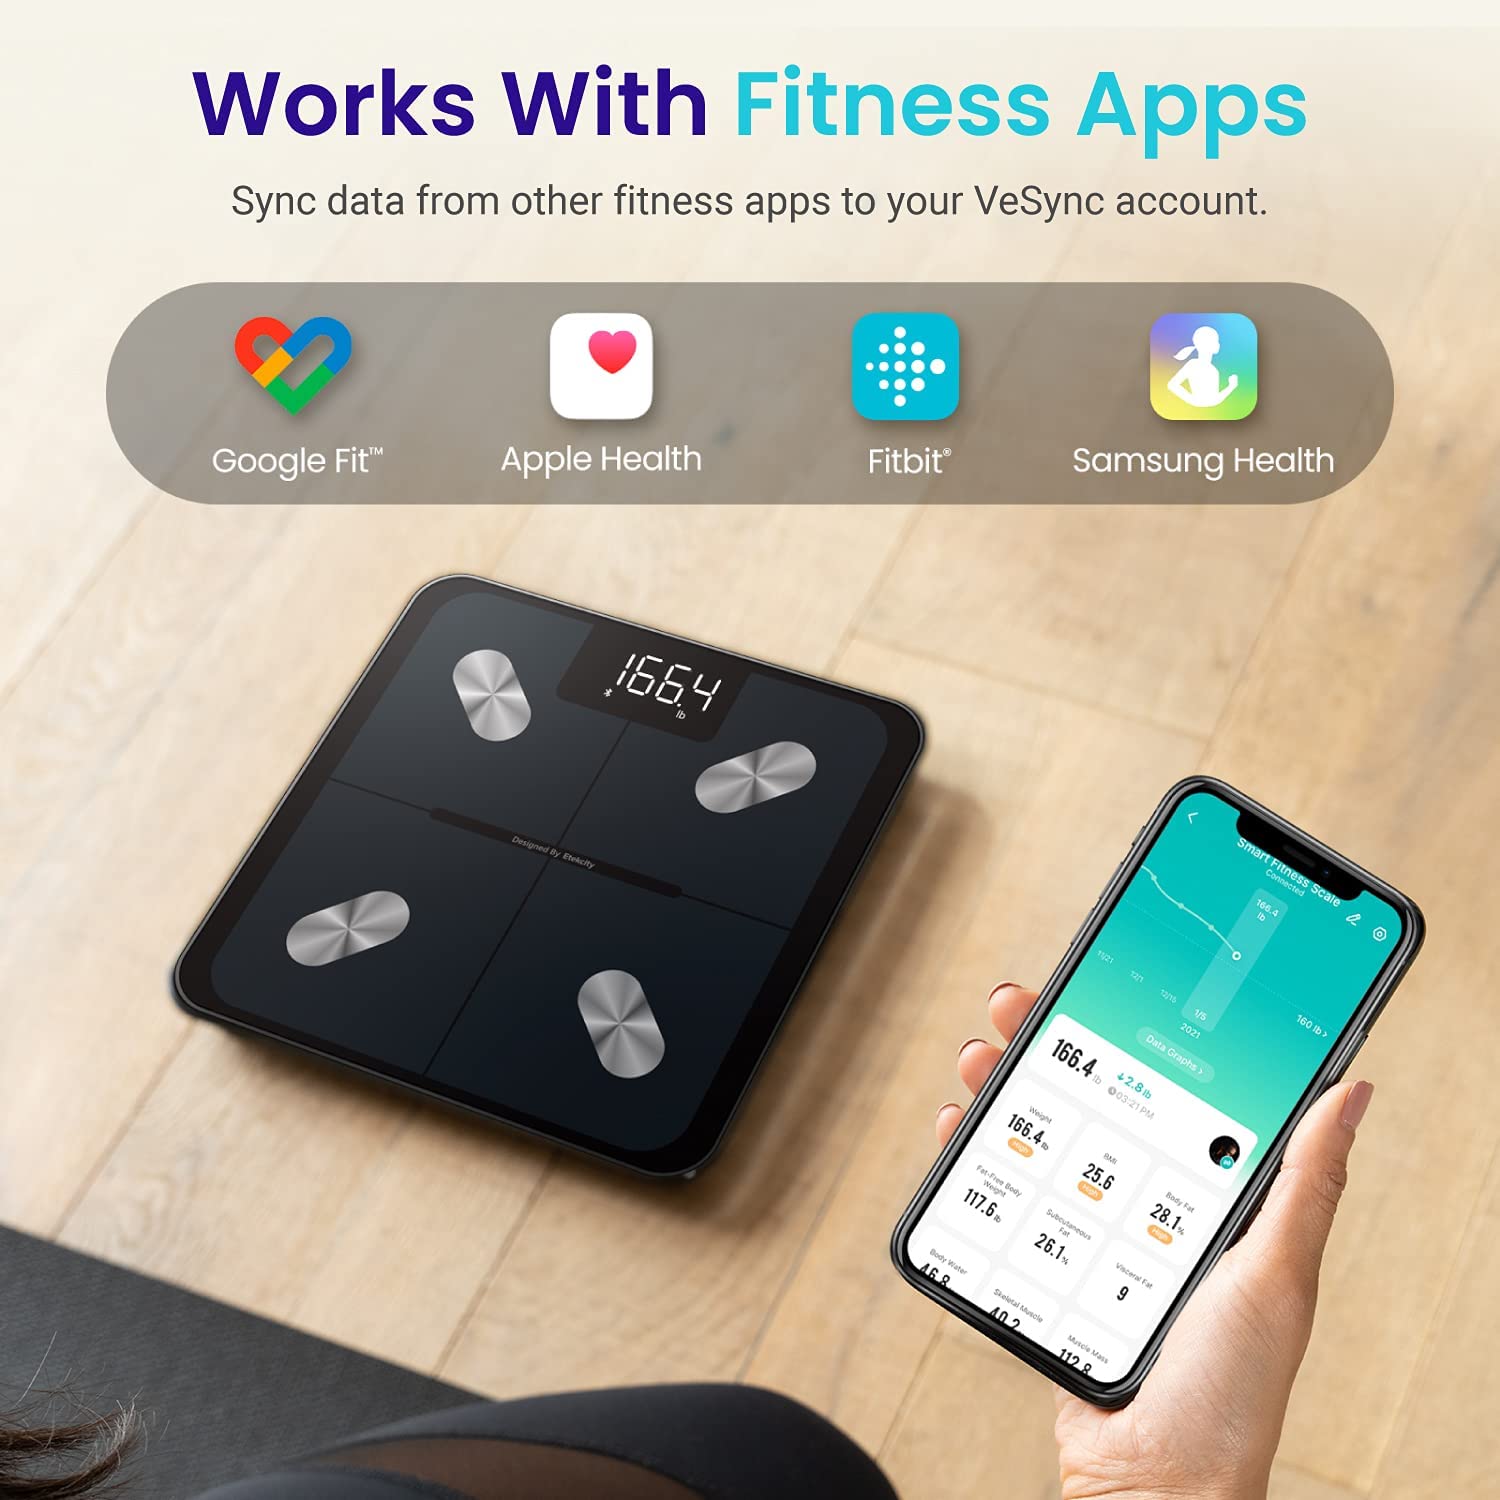 Works With Fitness Apps
Sync data from other fitness apps to your VeSync account.
Google Fit™
Apple Health
Fitbit®
Samsung Health
166.4
lb
Designed By Etekcity
Smart Fitness Scale
Connected
166.4
lb
11/21
12/1
12/15
1/5
2021
160 lb >
Data Graphs >
166.4 lb
↓2.8 lb
03:21 PM
Weight
166.4 lb
High
BMI
25.6
High
Body Fat
28.1%
High
Fat-Free Body
Weight
117.6 lb
Subcutaneous
Fat
26.1%
Visceral Fat
9
Body Water
46.8
Skeletal Muscle
40.2
Muscle Mass
112.8